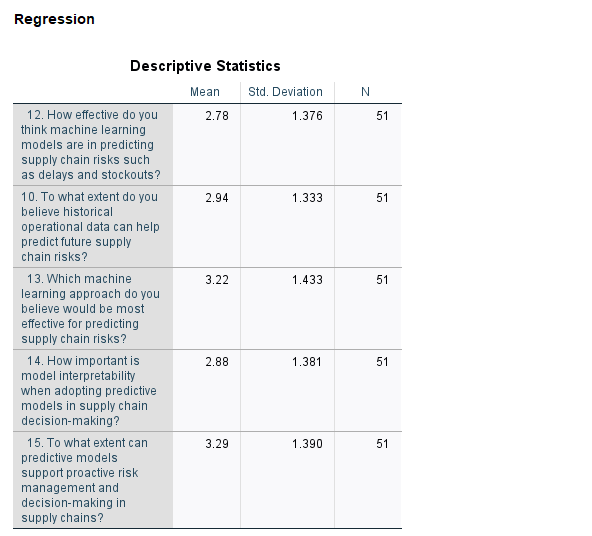 Regression
Descriptive Statistics
Mean Std. Deviation N
12. How effective do you
think machine learning
models are in predicting
supply chain risks such
as delays and stockouts?
2.78 1.376 51
10. To what extent do you
believe historical
operational data can help
predict future supply
chain risks?
2.94 1.333 51
13. Which machine
learning approach do you
believe would be most
effective for predicting
supply chain risks?
3.22 1.433 51
14. How important is
model interpretability
when adopting predictive
models in supply chain
decision-making?
2.88 1.381 51
15. To what extent can
predictive models
support proactive risk
management and
decision-making in
supply chains?
3.29 1.390 51